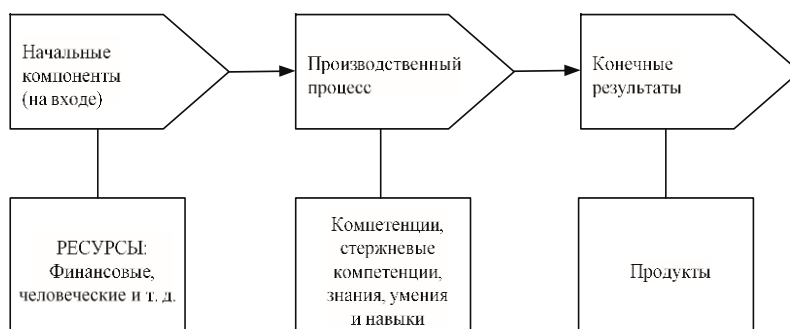 Начальные
компоненты
(на входе)
Производственный
процесс
Конечные
результаты
РЕСУРСЫ:
Финансовые,
человеческие и т. д.
Компетенции,
стержневые
компетенции,
знания, умения
и навыки
Продукты